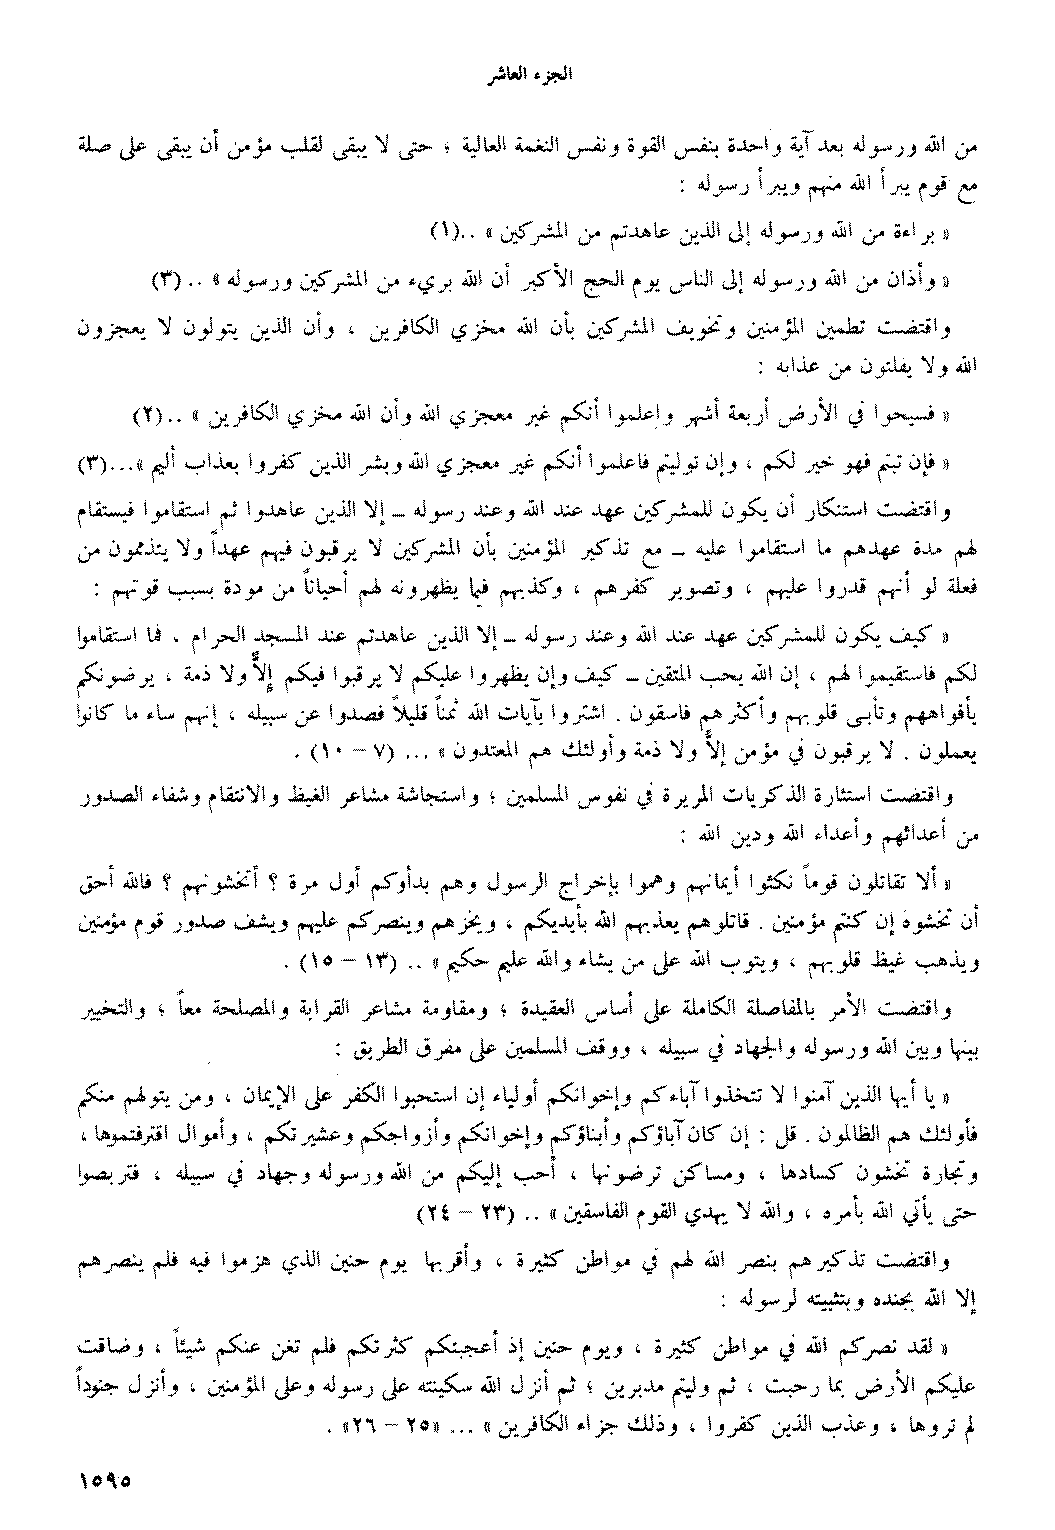 الجزء العاشر
من الله ورسوله بعد آية واحدة بنفس القوة ونفس النغمة العالية ؛ حتى لا يبقى لقلب مؤمن أن يبقى على صلة
مع قوم يبرأ الله منهم ويبرأ رسوله :
« براءة من الله ورسوله إلى الذين عاهدتم من المشركين » ..(١)
« وأذان من الله ورسوله إلى الناس يوم الحج الأكبر أن الله بريء من المشركين ورسوله » .. (٣)
واقتضت تطمين المؤمنين وتخويف المشركين بأن الله مخزي الكافرين ، وأن الذين يتولون لا يعجزون
الله ولا يفلتون من عذابه :
« فسيحوا في الأرض أربعة أشهر واعلموا أنكم غير معجزي الله وأن الله مخزي الكافرين » ..(٢)
« فإن تبتم فهو خير لكم ، وإن توليتم فاعلموا أنكم غير معجزي الله وبشر الذين كفروا بعذاب أليم »...(٣)
واقتضت استنكار أن يكون للمشركين عهد عند الله وعند رسوله – إلا الذين عاهدوا ثم استقاموا فيستقام
لهم مدة عهدهم ما استقاموا عليه – مع تذكير المؤمنين بأن المشركين لا يرقبون فيهم عهداً ولا يتذممون من
فعلة لو أنهم قدروا عليهم ، وتصوير كفرهم ، وكذبهم فيما يظهرونه لهم أحياناً من مودة بسبب قوتهم :
« كيف يكون للمشركين عهد عند الله وعند رسوله – إلا الذين عاهدتم عند المسجد الحرام . فما استقاموا
لكم فاستقيموا لهم ، إن الله يحب المتقين – كيف وإن يظهروا عليكم لا يرقبوا فيكم إلاًّ ولا ذمة ، يرضونكم
بأفواههم وتأبى قلوبهم وأكثرهم فاسقون . اشتروا بآيات الله ثمناً قليلاً فصدوا عن سبيله ، إنهم ساء ما كانوا
يعملون . لا يرقبون في مؤمن إلاًّ ولا ذمة وأولئك هم المعتدون » ... (٧ – ١٠) .
واقتضت استثارة الذكريات المريرة في نفوس المسلمين ؛ واستجاشة مشاعر الغيظ والانتقام وشفاء الصدور
من أعدائهم وأعداء الله ودين الله :
« ألا تقاتلون قوماً نكثوا أيمانهم وهموا بإخراج الرسول وهم بدأوكم أول مرة ؟ أتخشونهم ؟ فالله أحق
أن تخشوه إن كنتم مؤمنين . قاتلوهم يعذبهم الله بأيديكم ، ويخزهم وينصركم عليهم ويشف صدور قوم مؤمنين
ويذهب غيظ قلوبهم ، ويتوب الله على من يشاء والله عليم حكيم » .. (١٣ – ١٥) .
واقتضت الأمر بالمفاصلة الكاملة على أساس العقيدة ؛ ومقاومة مشاعر القرابة والمصلحة معاً ؛ والتخيير
بينها وبين الله ورسوله والجهاد في سبيله ، ووقف المسلمين على مفرق الطريق :
« يا أيها الذين آمنوا لا تتخذوا آباءكم وإخوانكم أولياء إن استحبوا الكفر على الإيمان ، ومن يتولهم منكم
فأولئك هم الظالمون . قل : إن كان آباؤكم وأبناؤكم وإخوانكم وأزواجكم وعشيرتكم ، وأموال اقترفتموها ،
وتجارة تخشون كسادها ، ومساكن ترضونها ، أحب إليكم من الله ورسوله وجهاد في سبيله ، فتربصوا
حتى يأتي الله بأمره ، والله لا يهدي القوم الفاسقين » .. (٢٣ – ٢٤)
واقتضت تذكيرهم بنصر الله لهم في مواطن كثيرة ، وأقربها يوم حنين الذي هزموا فيه فلم ينصرهم
إلا الله بجنده وبتثبيته لرسوله :
« لقد نصركم الله في مواطن كثيرة ، ويوم حنين إذ أعجبتكم كثرتكم فلم تغن عنكم شيئاً ، وضاقت
عليكم الأرض بما رحبت ، ثم وليتم مدبرين ؛ ثم أنزل الله سكينته على رسوله وعلى المؤمنين ، وأنزل جنوداً
لم تروها ، وعذب الذين كفروا ، وذلك جزاء الكافرين » ... «٢٥ – ٢٦» .
١٥٩٥